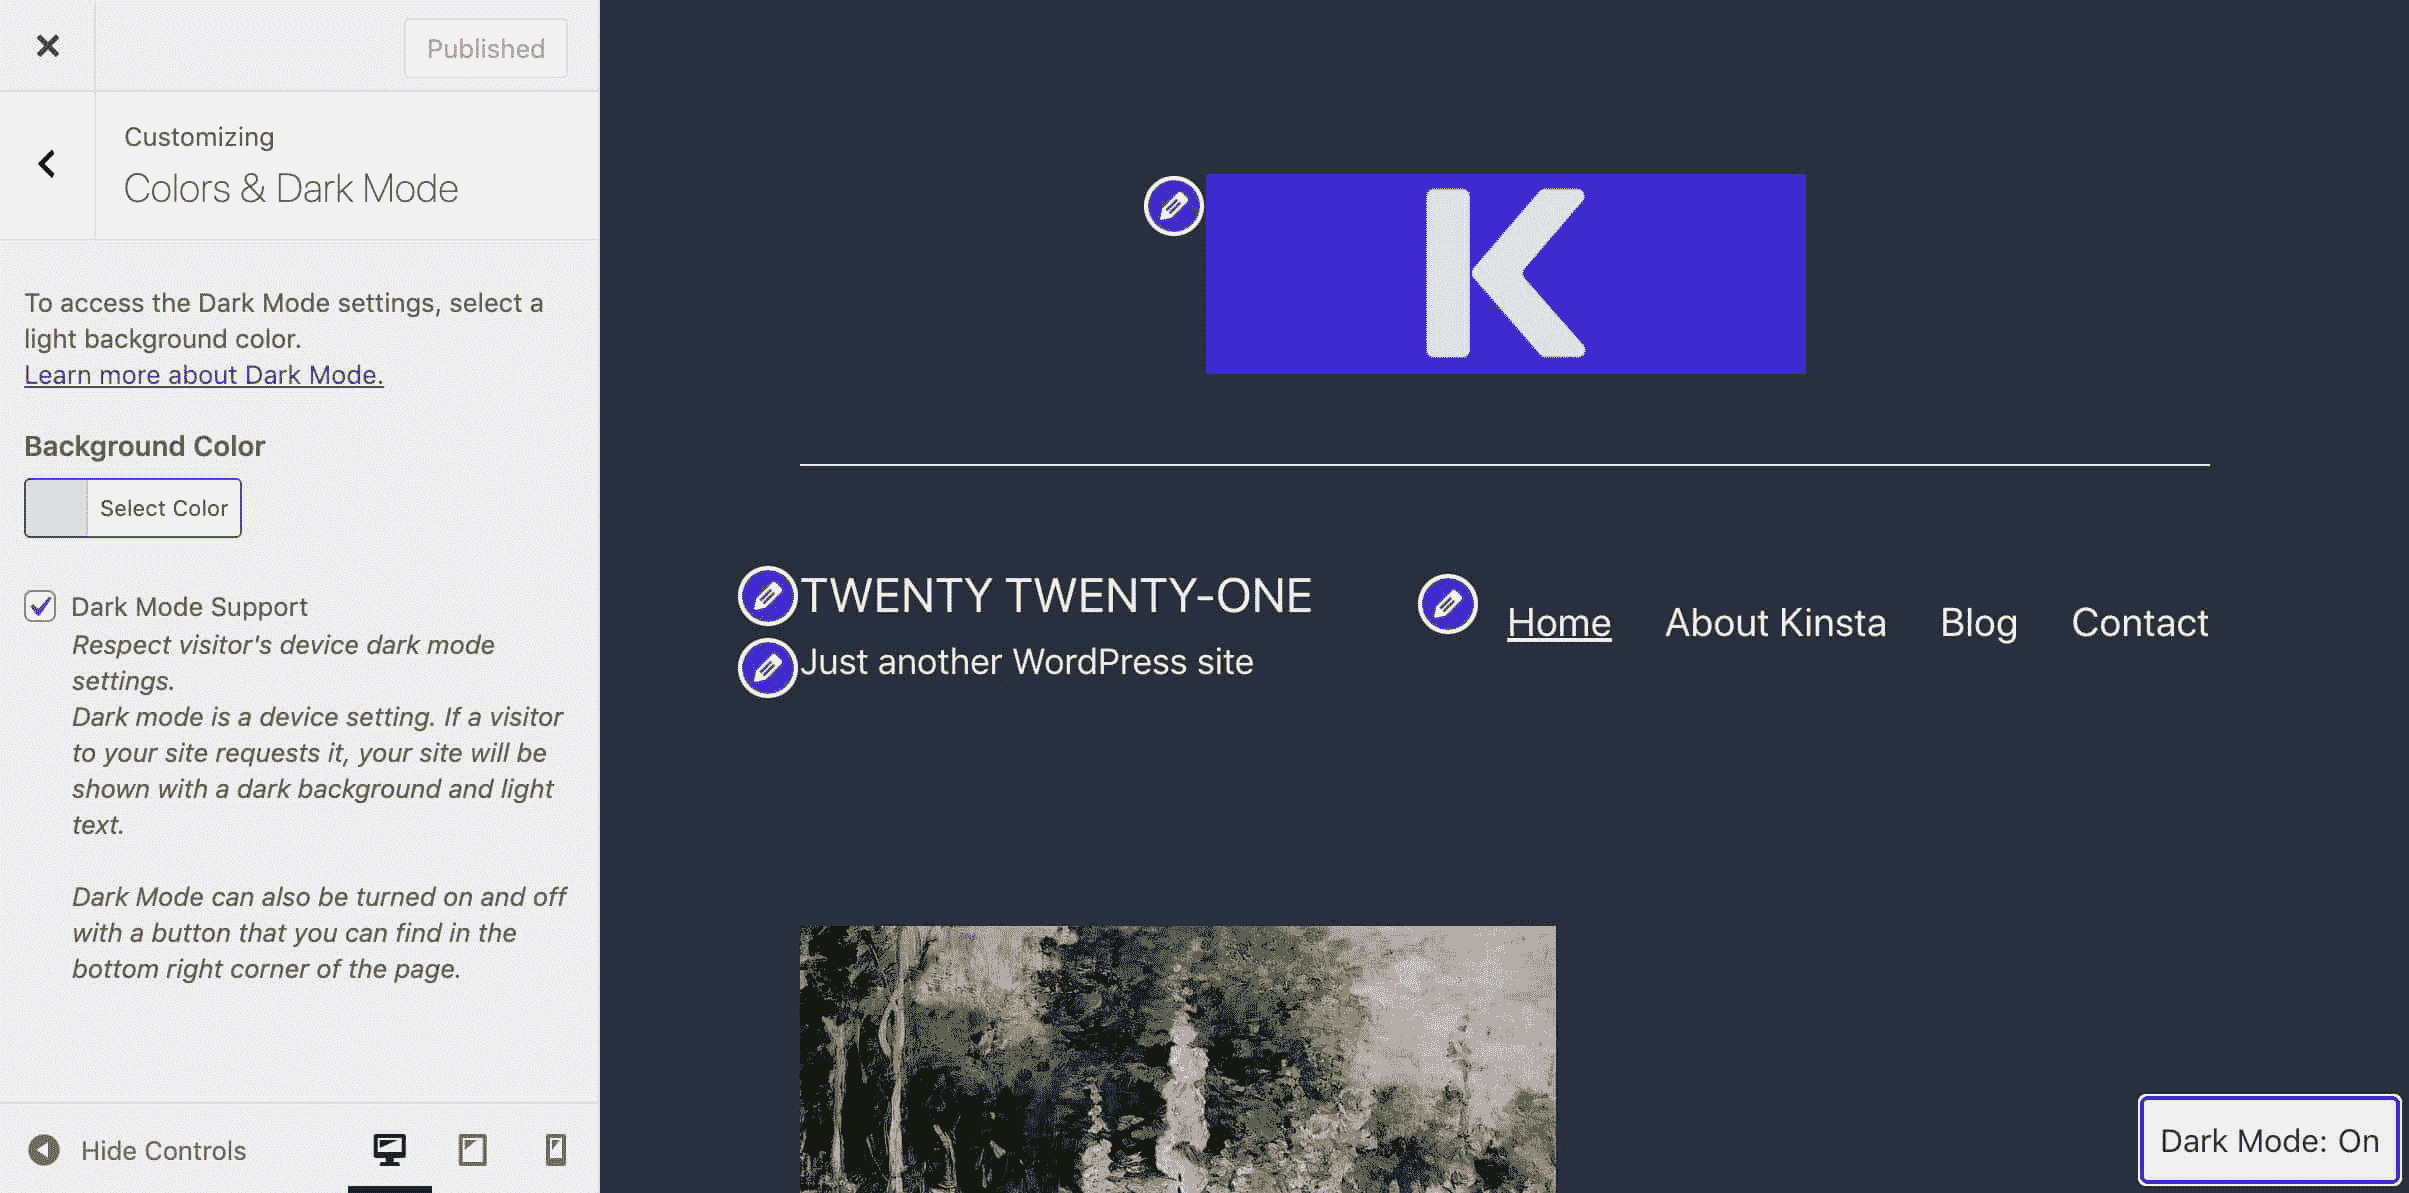 Published
Customizing
Colors & Dark Mode
To access the Dark Mode settings, select a
light background color.
Learn more about Dark Mode.
Background Color
Select Color
Dark Mode Support
Respect visitor's device dark mode
settings.
Dark mode is a device setting. If a visitor
to your site requests it, your site will be
shown with a dark background and light
text.
Dark Mode can also be turned on and off
with a button that you can find in the
bottom right corner of the page.
Hide Controls
K
TWENTY TWENTY-ONE
Just another WordPress site
Home About Kinsta Blog Contact
Dark Mode: On